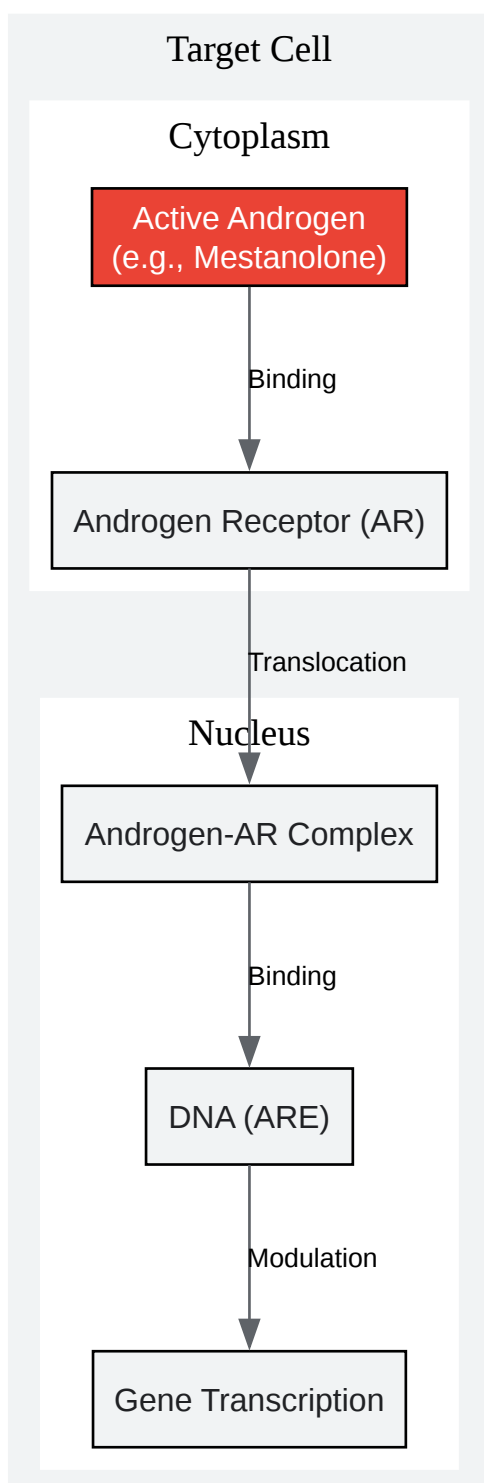 Target Cell
Cytoplasm
Active Androgen
(e.g., Mestanolone)
Binding
Androgen Receptor (AR)
Translocation
Nucleus
Androgen-AR Complex
Binding
DNA (ARE)
Modulation
Gene Transcription